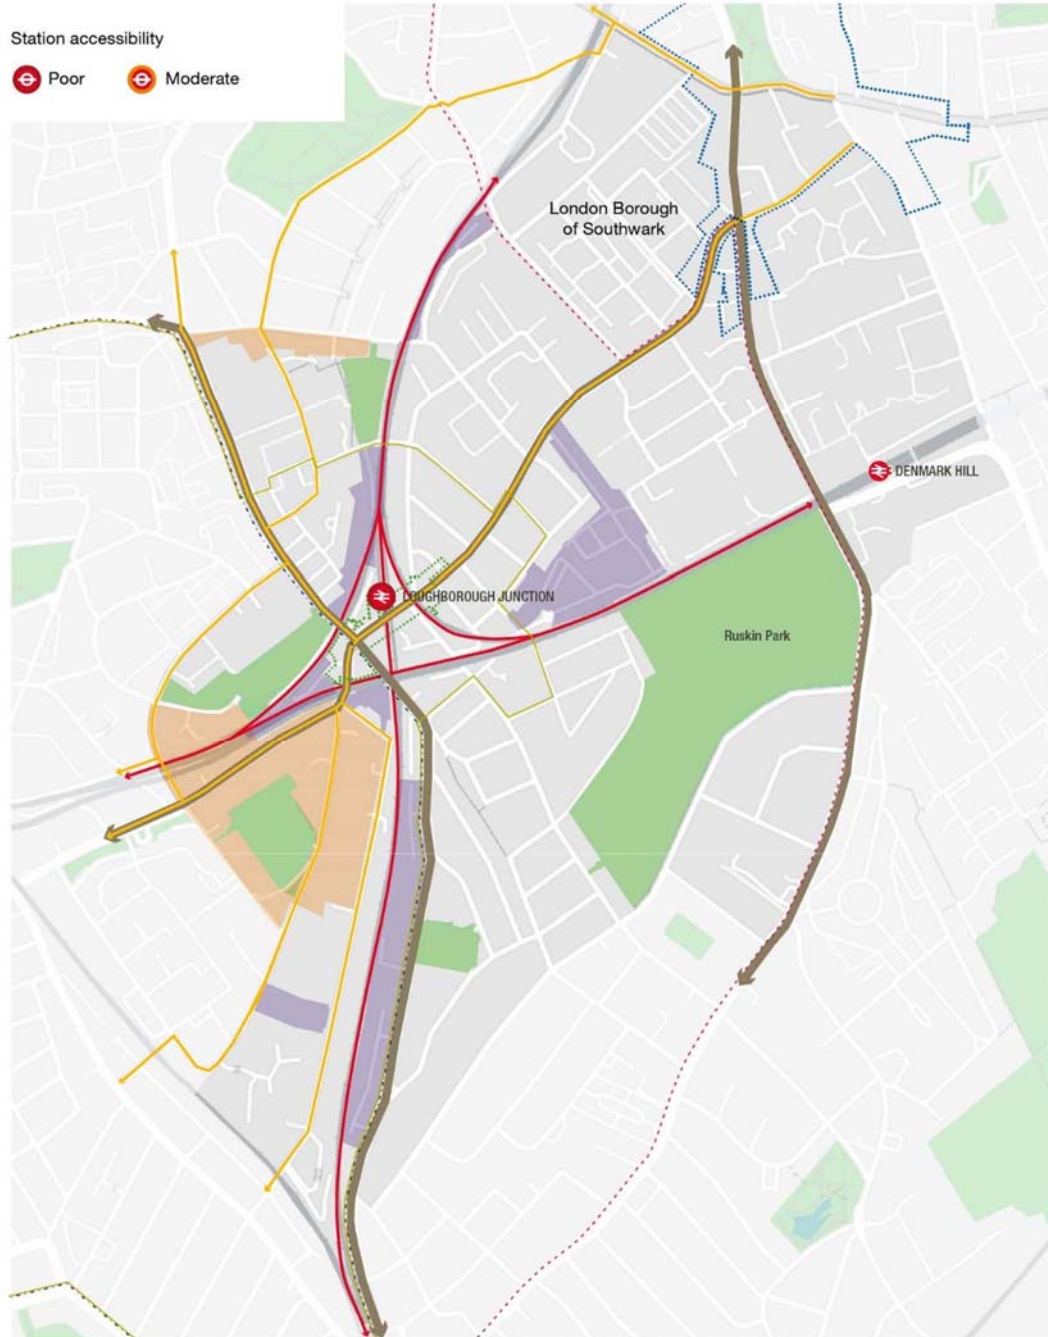 Station accessibility
Poor
Moderate
London Borough
of Southwark
DENMARK HILL
LOUGHBOROUGH JUNCTION
Ruskin Park